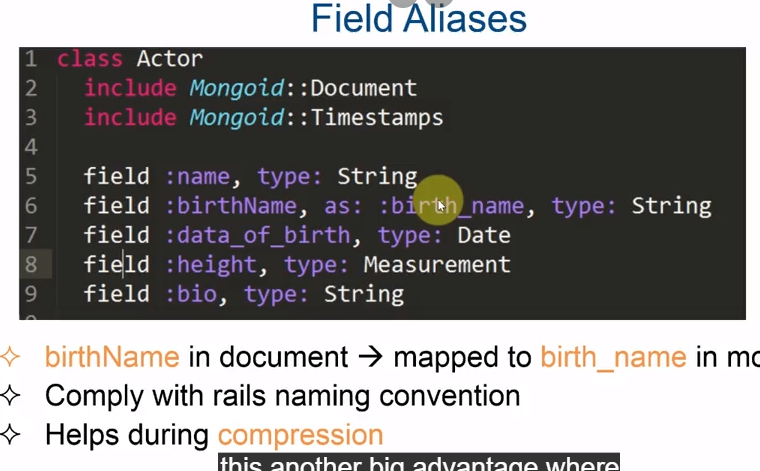 Field Aliases
1 class Actor
2 include Mongoid::Document
3 include Mongoid::Timestamps
4
5 field :name, type: String
6 field :birthName, as: :birth_name, type: String
7 field :data_of_birth, type: Date
8 field :height, type: Measurement
9 field :bio, type: String
✧ birthName in document → mapped to birth_name in
✧ Comply with rails naming convention
✧ Helps during compression
this another big advantage where